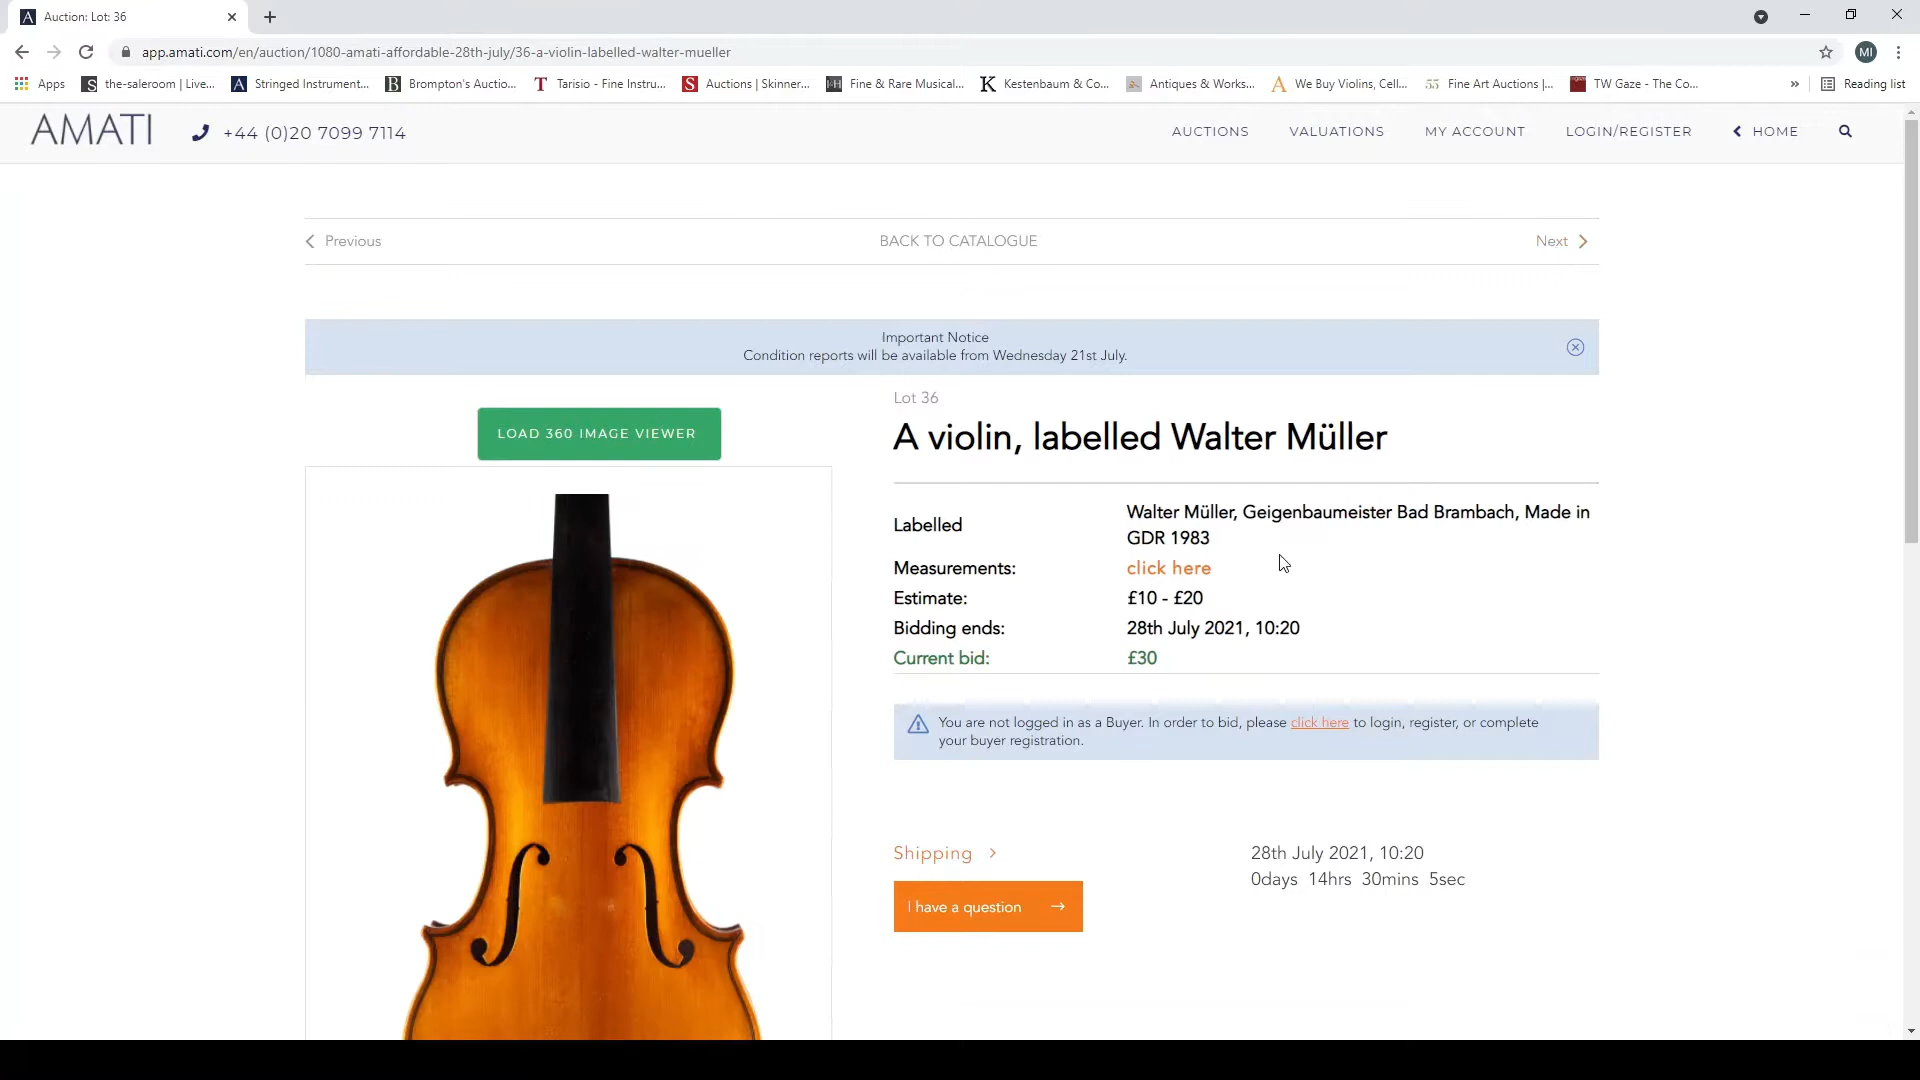 Auction: Lot: 36
app.amati.com/en/auction/1080-amati-affordable-28th-july/36-a-violin-labelled-walter-mueller
MI
Apps
the-saleroom | Live...
Stringed Instrument...
Brompton's Auctio...
Tarisio - Fine Instru...
Auctions | Skinner...
Fine & Rare Musical...
Kestenbaum & Co...
Antiques & Works...
We Buy Violins, Cell...
Fine Art Auctions |...
TW Gaze - The Co...
»
Reading list
AMATI
+44 (0)20 7099 7114
AUCTIONS
VALUATIONS
MY ACCOUNT
LOGIN/REGISTER
HOME
Previous
BACK TO CATALOGUE
Next
Important Notice
Condition reports will be available from Wednesday 21st July.
LOAD 360 IMAGE VIEWER
Lot 36
A violin, labelled Walter Müller
Labelled
Walter Müller, Geigenbaumeister Bad Brambach, Made in
GDR 1983
Measurements: click here
Estimate: £10 - £20
Bidding ends: 28th July 2021, 10:20
Current bid: £30
You are not logged in as a Buyer. In order to bid, please click here to login, register, or complete
your buyer registration.
Shipping
28th July 2021, 10:20
0days 14hrs 30mins 5sec
I have a question